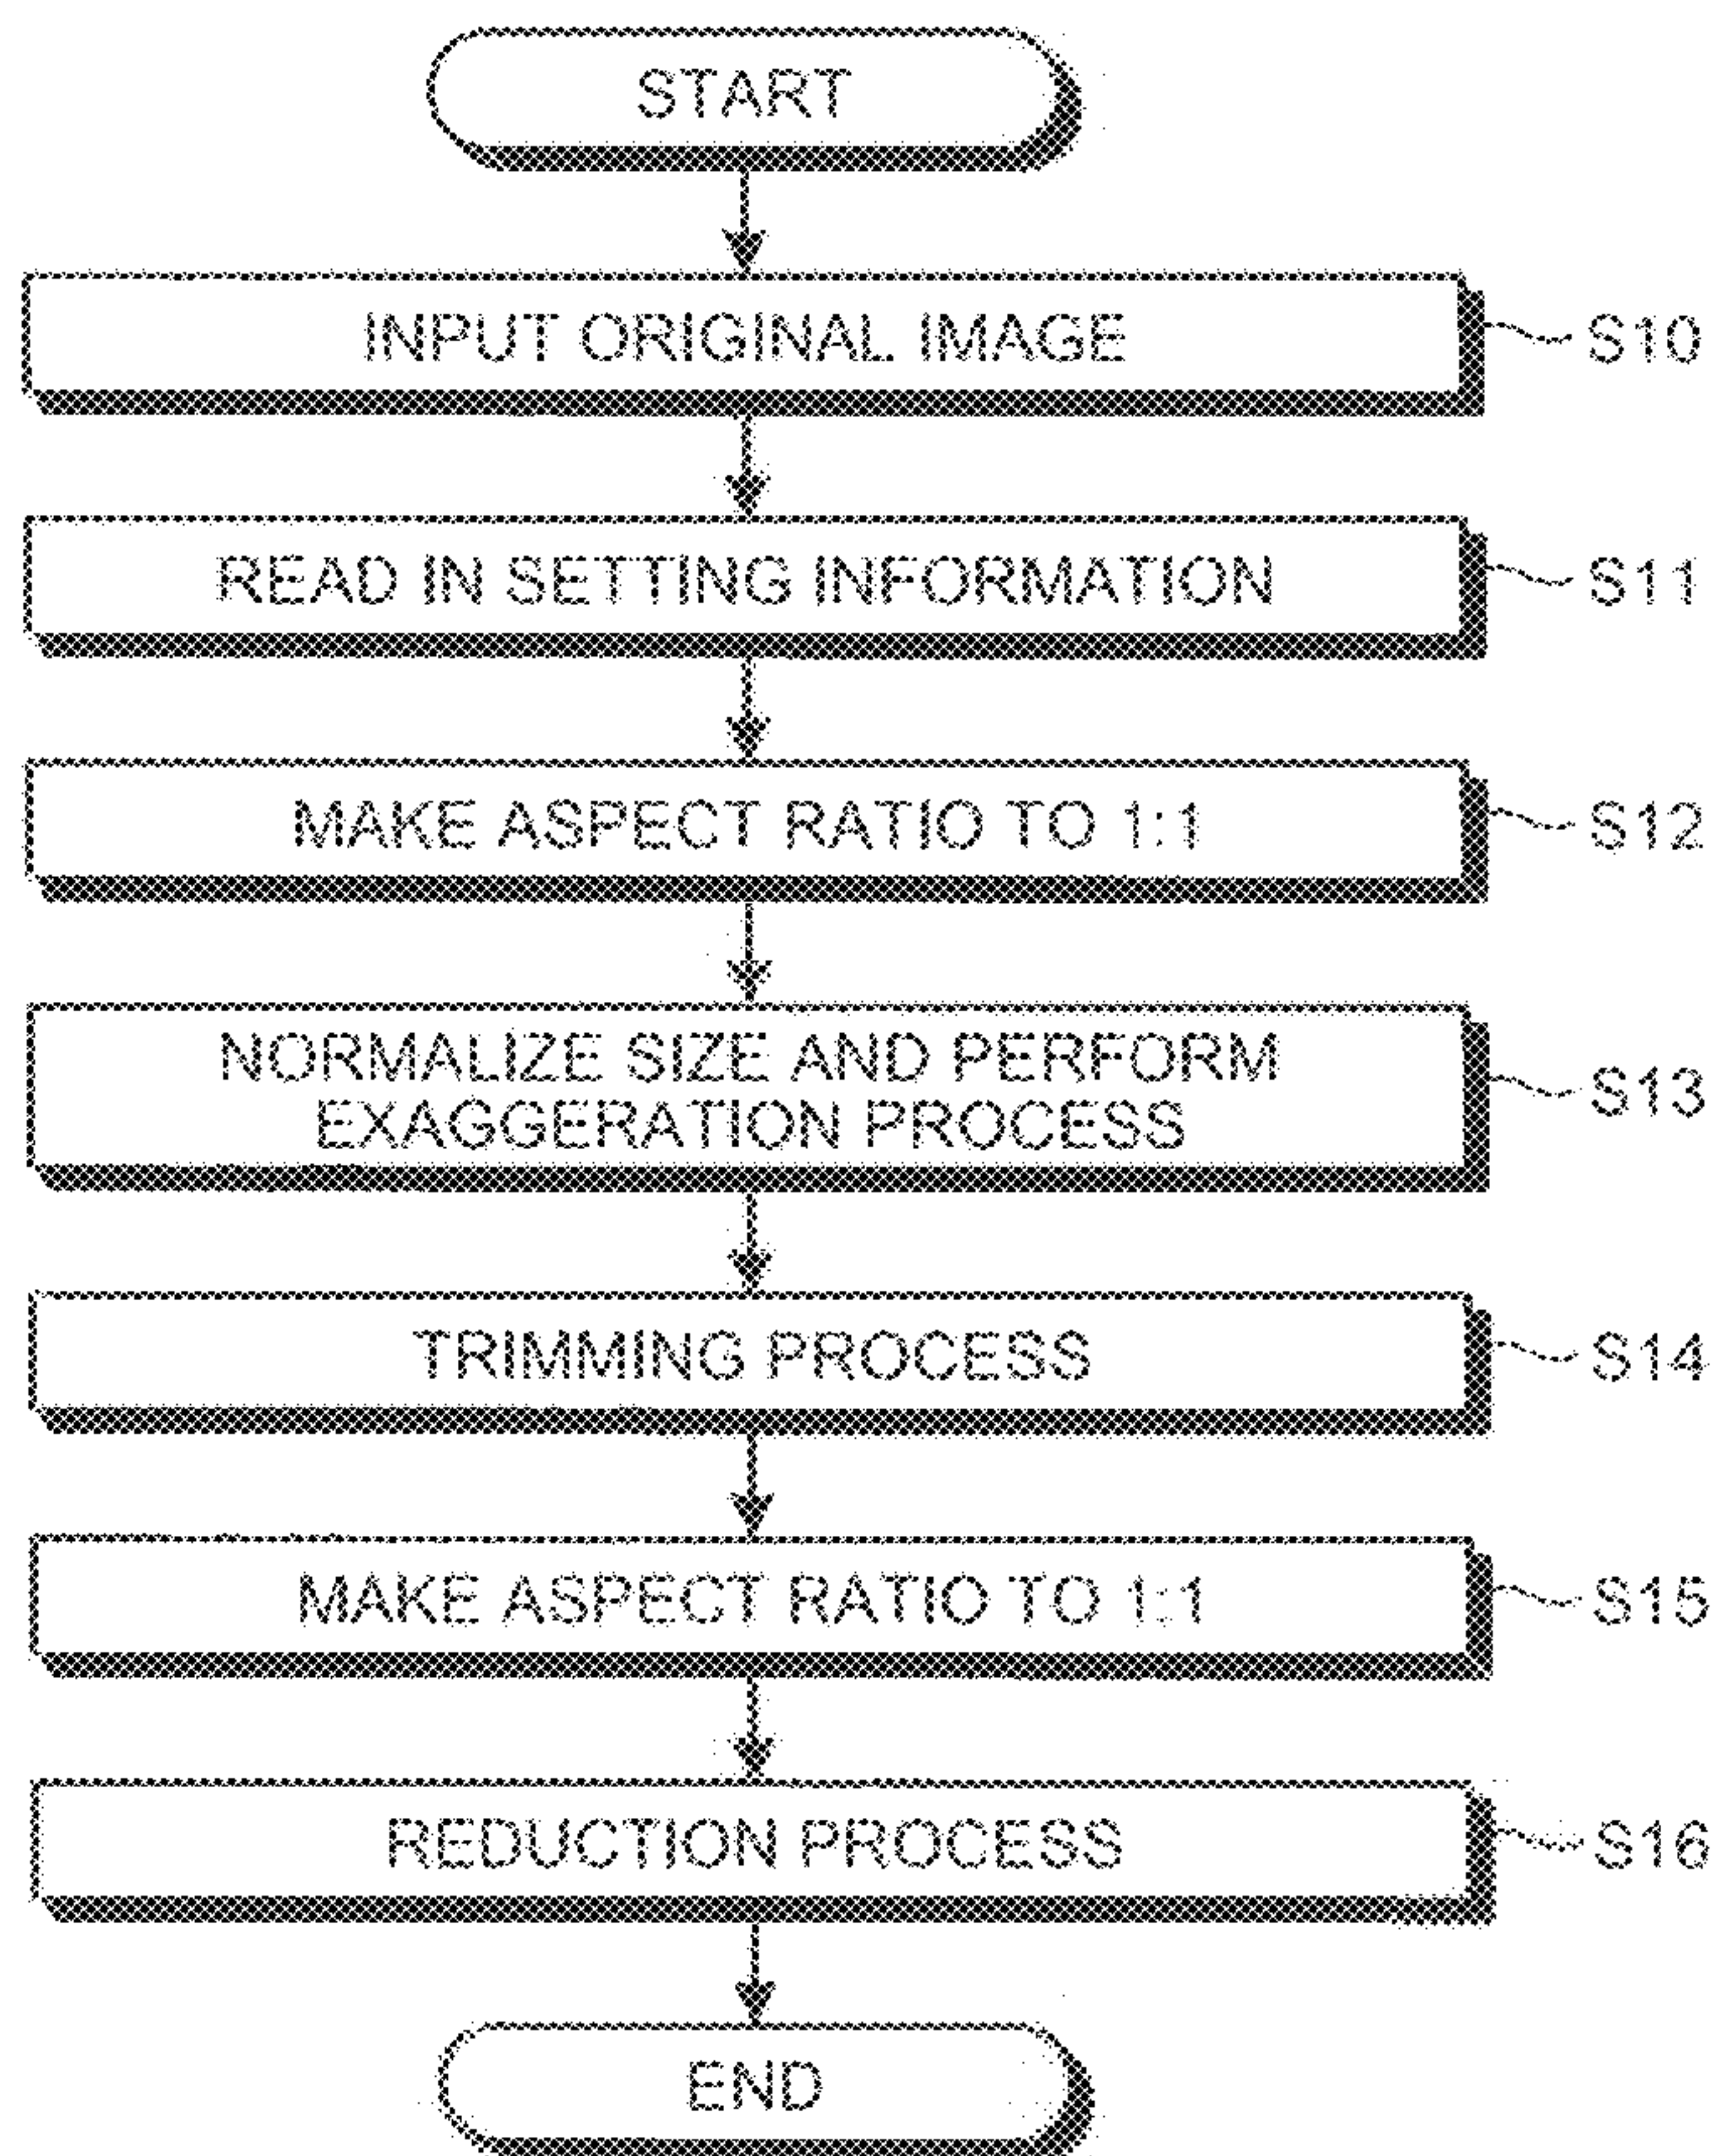 START
INPUT ORIGINAL IMAGE
S10
READ IN SETTING INFORMATION
S11
MAKE ASPECT RATIO TO 1:1
S12
NORMALIZE SIZE AND PERFORM
EXAGGERATION PROCESS
S13
TRIMMING PROCESS
S14
MAKE ASPECT RATIO TO 1:1
S15
REDUCTION PROCESS
S16
END